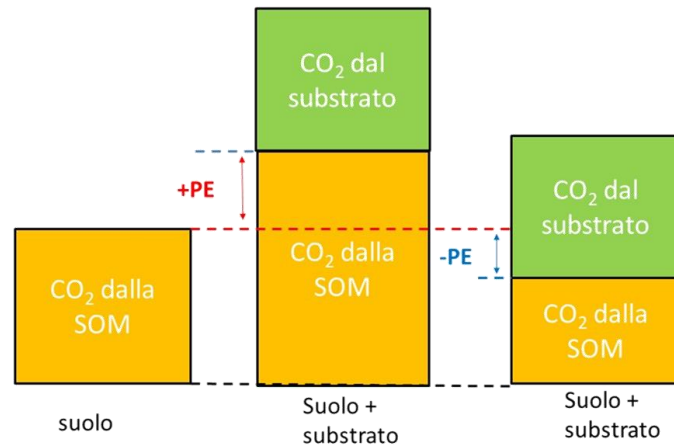 CO₂ dal
substrato
+PE
CO₂ dal
substrato
-PE
CO₂ dalla
SOM
CO₂ dalla
SOM
CO₂ dalla
SOM
suolo
Suolo +
substrato
Suolo +
substrato